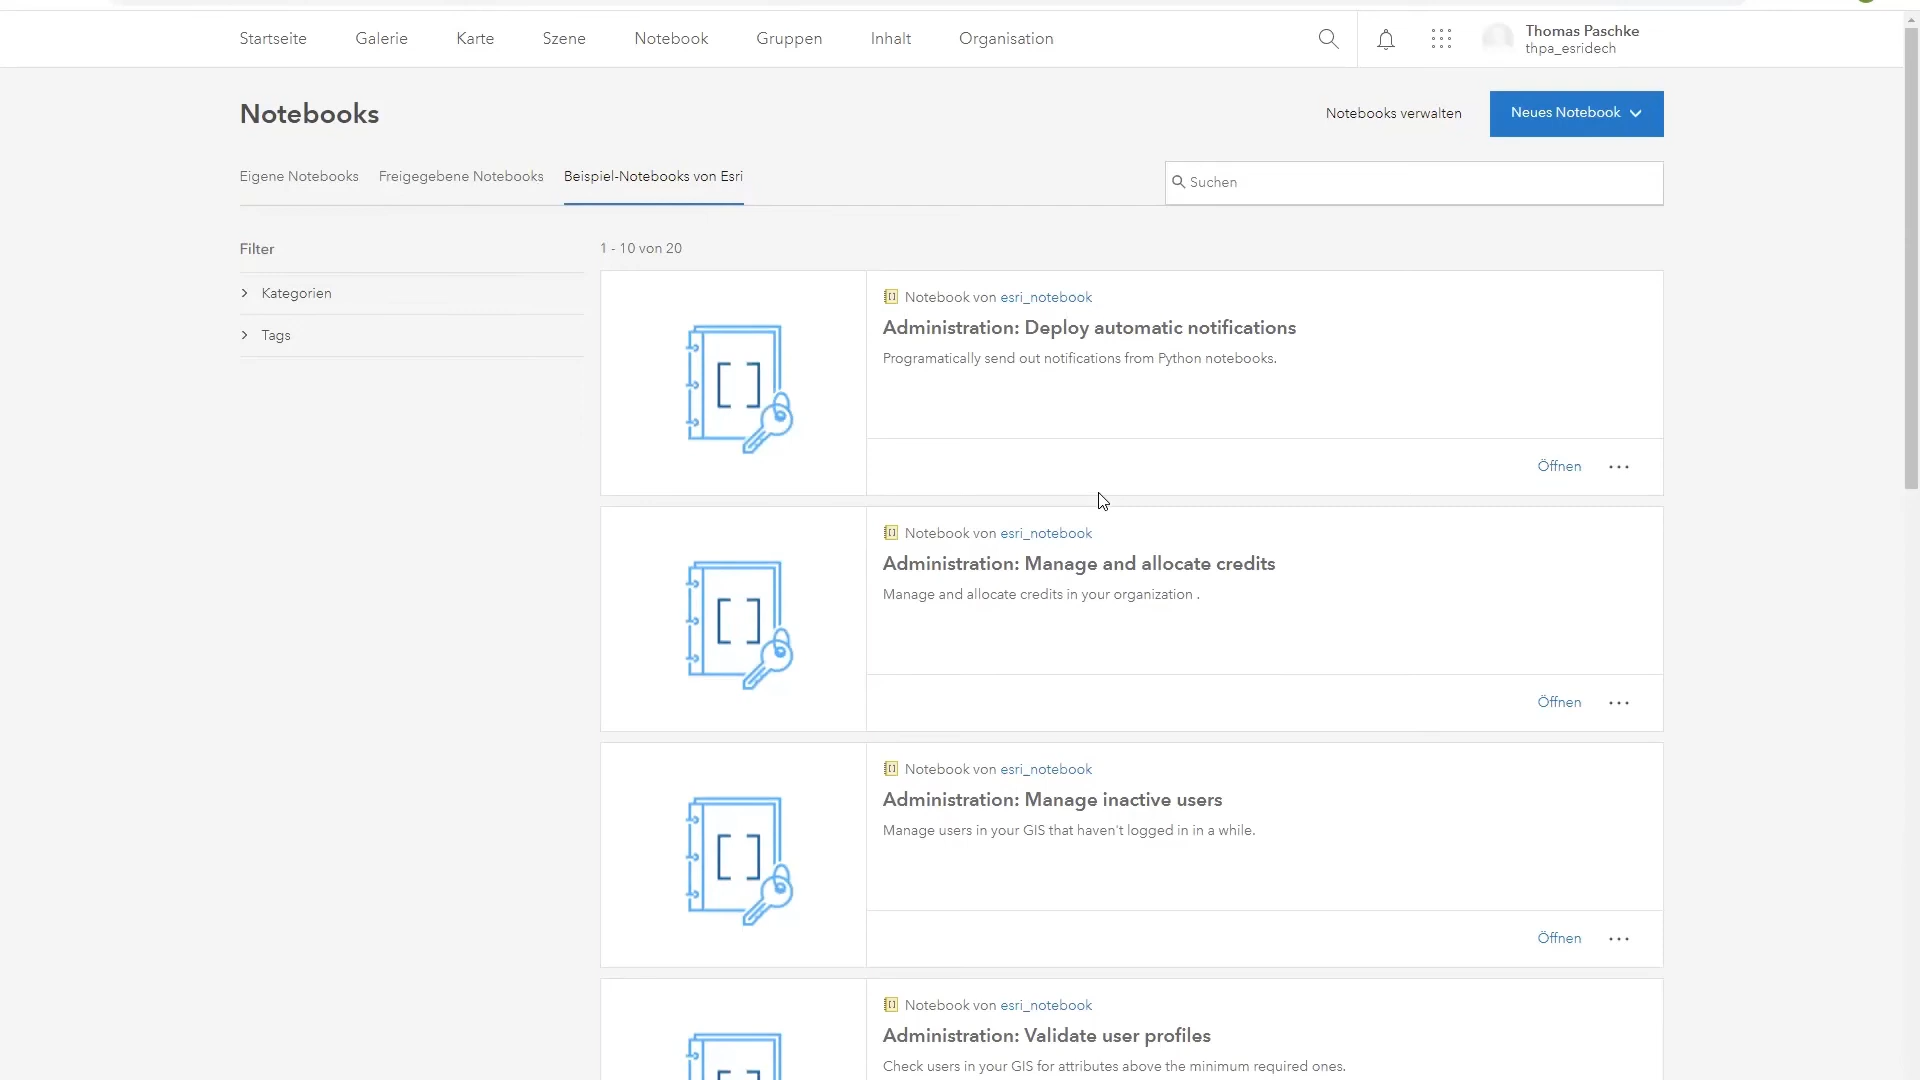 Startseite Galerie Karte Szene Notebook Gruppen Inhalt Organisation
Thomas Paschke
thpa_esridech
Notebooks
Notebooks verwalten
Neues Notebook
Eigene Notebooks Freigegebene Notebooks Beispiel-Notebooks von Esri
Suchen
Filter
Kategorien
Tags
1 - 10 von 20
Notebook von esri_notebook
Administration: Deploy automatic notifications
Programatically send out notifications from Python notebooks.
Öffnen
Notebook von esri_notebook
Administration: Manage and allocate credits
Manage and allocate credits in your organization .
Öffnen
Notebook von esri_notebook
Administration: Manage inactive users
Manage users in your GIS that haven't logged in in a while.
Öffnen
Notebook von esri_notebook
Administration: Validate user profiles
Check users in your GIS for attributes above the minimum required ones.